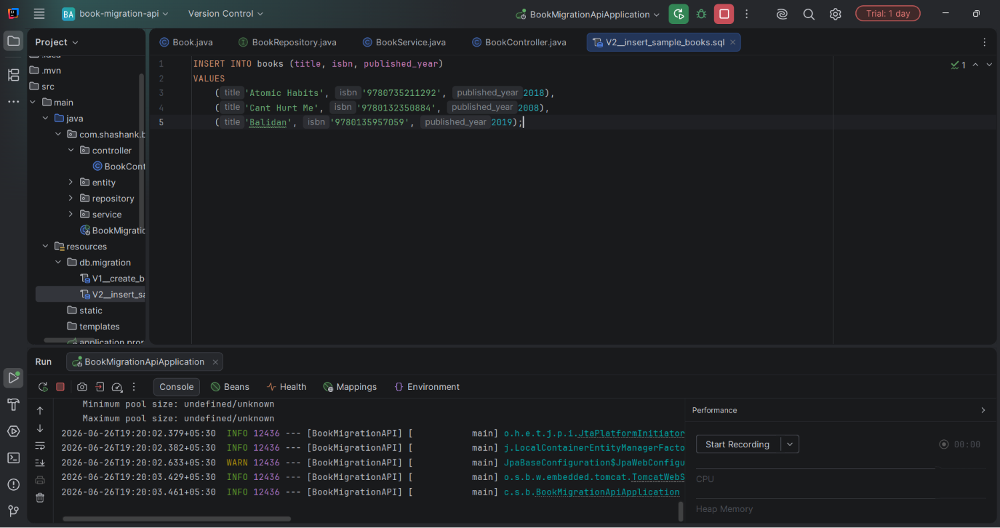 BA book-migration-api Version Control BookMigrationApiApplication Trial: 1 day
Project
Book.java BookRepository.java BookService.java BookController.java V2__insert_sample_books.sql
.mvn
src
main
java
com.shashank.b
controller
BookCont
entity
repository
service
BookMigratio
resources
db.migration
V1__create_b
V2__insert_sa
static
templates
application.prop
1 INSERT INTO books (title, isbn, published_year)
2 VALUES
3 ( title 'Atomic Habits', isbn '9780735211292', published_year 2018),
4 ( title 'Cant Hurt Me', isbn '9780132350884', published_year 2008),
5 ( title 'Balidan', isbn '9780135957059', published_year 2019);
1
Run BookMigrationApiApplication
Console Beans Health Mappings Environment
Minimum pool size: undefined/unknown
Maximum pool size: undefined/unknown
2026-06-26T19:20:02.379+05:30 INFO 12436 --- [BookMigrationAPI] [ main] o.h.e.t.j.p.i.JtaPlatformInitiator
2026-06-26T19:20:02.382+05:30 INFO 12436 --- [BookMigrationAPI] [ main] j.LocalContainerEntityManagerFacto
2026-06-26T19:20:02.633+05:30 WARN 12436 --- [BookMigrationAPI] [ main] JpaBaseConfiguration$JpaWebConfigu
2026-06-26T19:20:03.429+05:30 INFO 12436 --- [BookMigrationAPI] [ main] o.s.b.w.embedded.tomcat.TomcatWebS
2026-06-26T19:20:03.461+05:30 INFO 12436 --- [BookMigrationAPI] [ main] c.s.b.BookMigrationApiApplication
Performance
Start Recording 00:00
CPU
Heap Memory